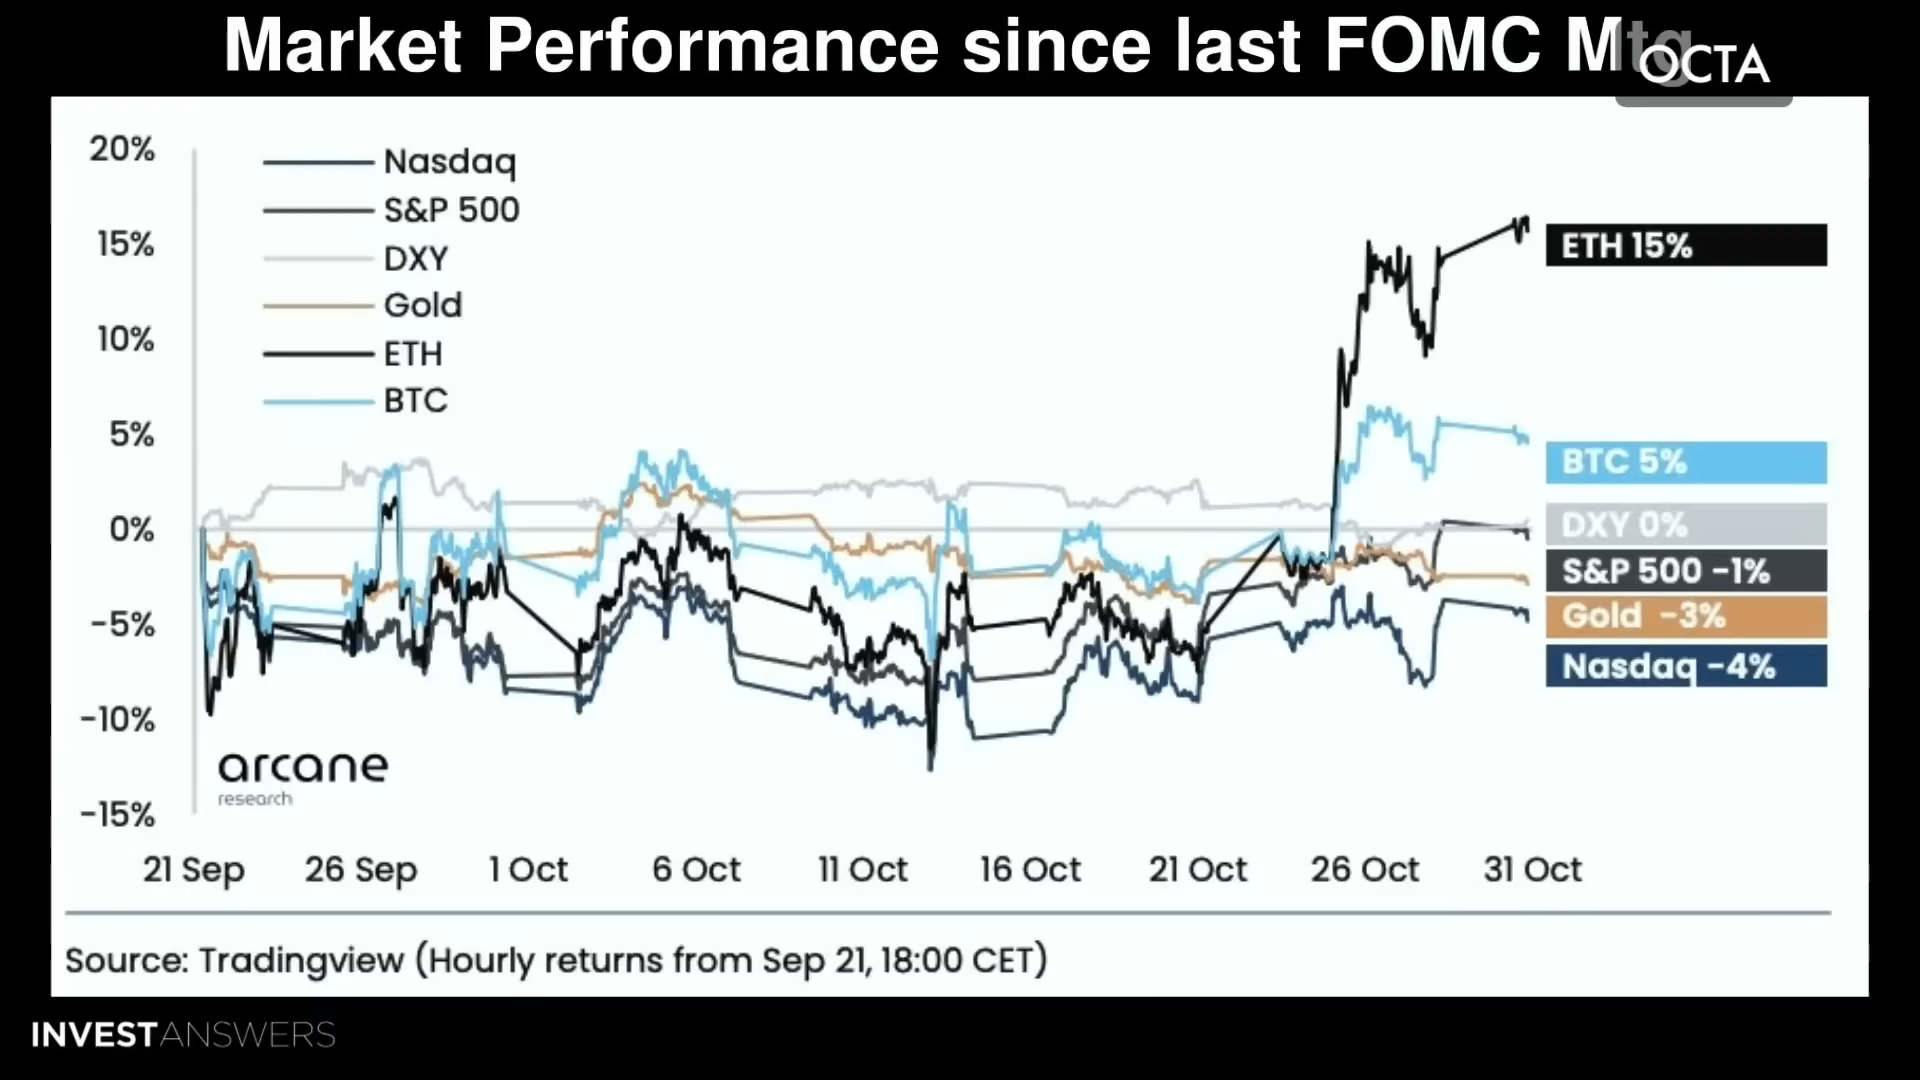 Market Performance since last FOMC Mtg
OCTA
20%
15%
10%
5%
0%
-5%
-10%
-15%
Nasdaq
S&P 500
DXY
Gold
ETH
BTC
ETH 15%
BTC 5%
DXY 0%
S&P 500 -1%
Gold -3%
Nasdaq -4%
arcane
research
21 Sep 26 Sep 1 Oct 6 Oct 11 Oct 16 Oct 21 Oct 26 Oct 31 Oct
Source: Tradingview (Hourly returns from Sep 21, 18:00 CET)
INVESTANSWERS